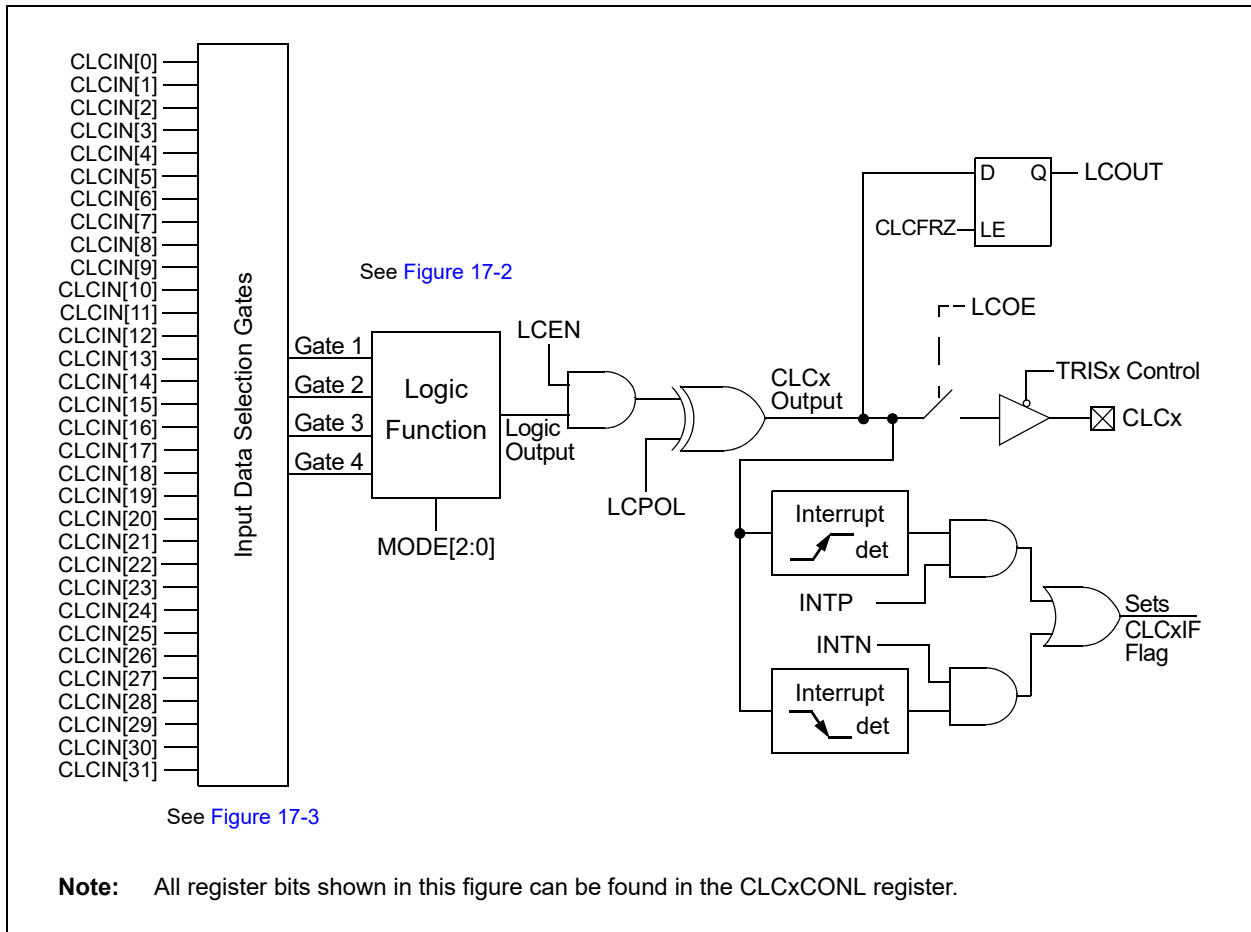 CLCIN[0]
CLCIN[1]
CLCIN[2]
CLCIN[3]
CLCIN[4]
CLCIN[5]
CLCIN[6]
CLCIN[7]
CLCIN[8]
CLCIN[9]
CLCIN[10]
CLCIN[11]
CLCIN[12]
CLCIN[13]
CLCIN[14]
CLCIN[15]
CLCIN[16]
CLCIN[17]
CLCIN[18]
CLCIN[19]
CLCIN[20]
CLCIN[21]
CLCIN[22]
CLCIN[23]
CLCIN[24]
CLCIN[25]
CLCIN[26]
CLCIN[27]
CLCIN[28]
CLCIN[29]
CLCIN[30]
CLCIN[31]
Input Data Selection Gates
See Figure 17-3
See Figure 17-2
Gate 1
Gate 2
Gate 3
Gate 4
Logic
Function
MODE[2:0]
LCEN
Logic
Output
LCPOL
CLCx
Output
D
Q
LCOUT
CLCFRZ
LE
LCOE
TRISx Control
CLCx
Interrupt
det
INTP
INTN
Interrupt
det
Sets
CLCxIF
Flag
Note: All register bits shown in this figure can be found in the CLCxCONL register.